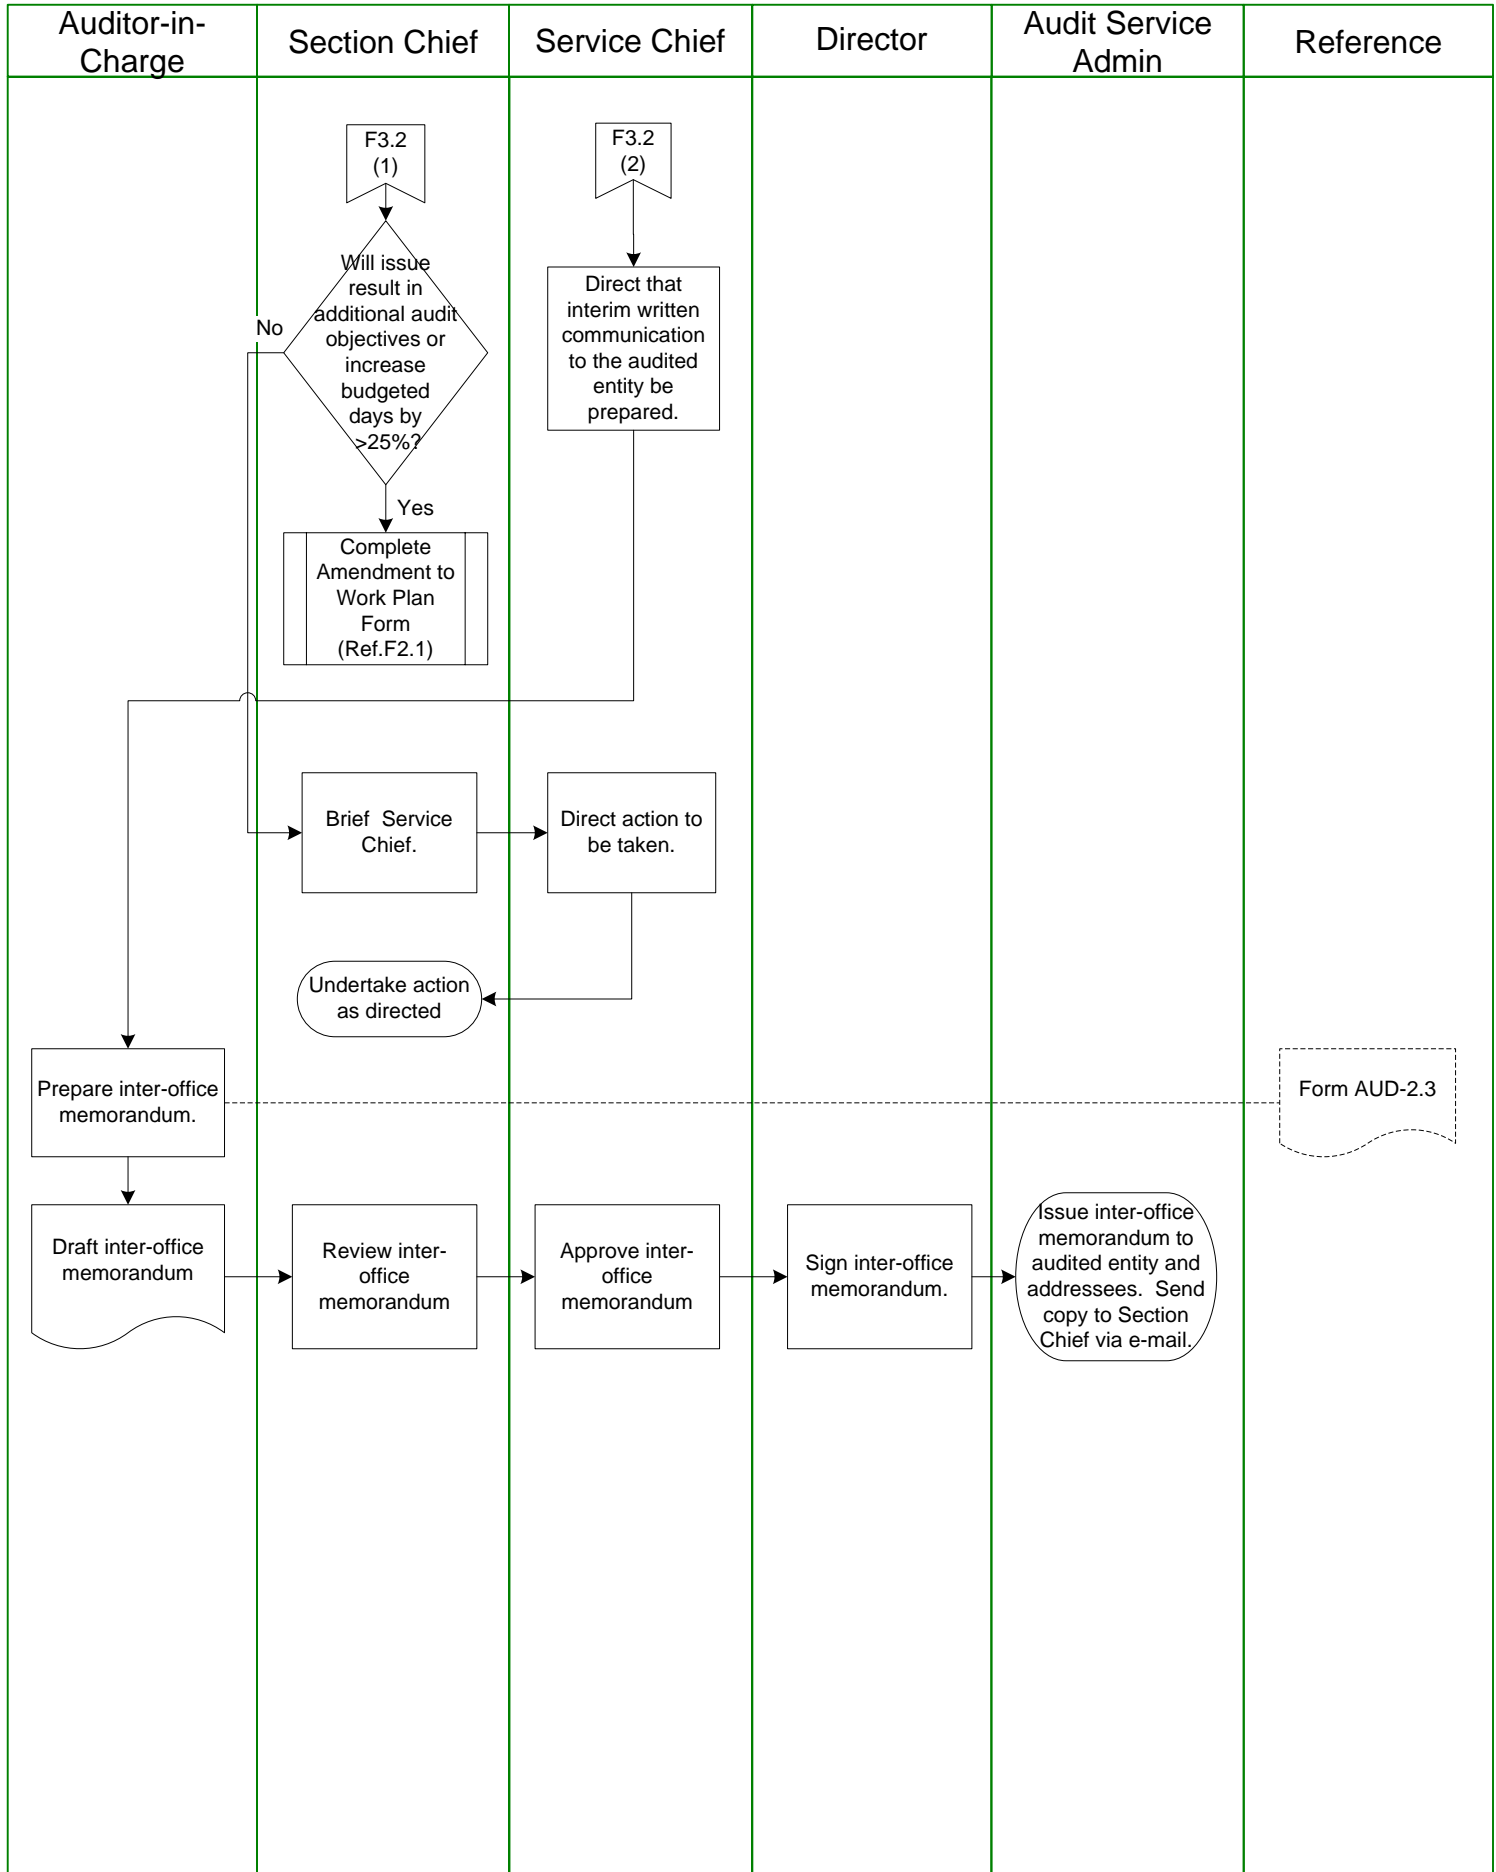 Auditor-in-
Charge
Section Chief
Service Chief
Director
Audit Service
Admin
Reference
F3.2
(1)
F3.2
(2)
Will issue
result in
additional audit
objectives or
increase
budgeted
days by
>25%?
No
Yes
Direct that
interim written
communication
to the audited
entity be
prepared.
Complete
Amendment to
Work Plan
Form
(Ref.F2.1)
Brief  Service
Chief.
Direct action to
be taken.
Undertake action
as directed
Prepare inter-office
memorandum.
Form AUD-2.3
Draft inter-office
memorandum
Review inter-
office
memorandum
Approve inter-
office
memorandum
Sign inter-office
memorandum.
Issue inter-office
memorandum to
audited entity and
addressees.  Send
copy to Section
Chief via e-mail.